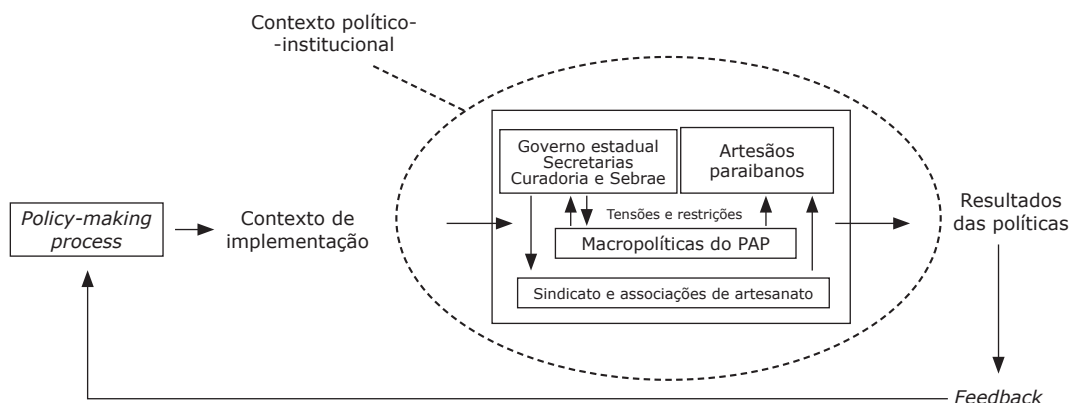 Contexto político-
-institucional
Governo estadual
Secretarias
Curadoria e Sebrae
Artesãos
paraibanos
Tensões e restrições
Macropolíticas do PAP
Sindicato e associações de artesanato
Policy-making
process
Contexto de
implementação
Resultados
das políticas
Feedback